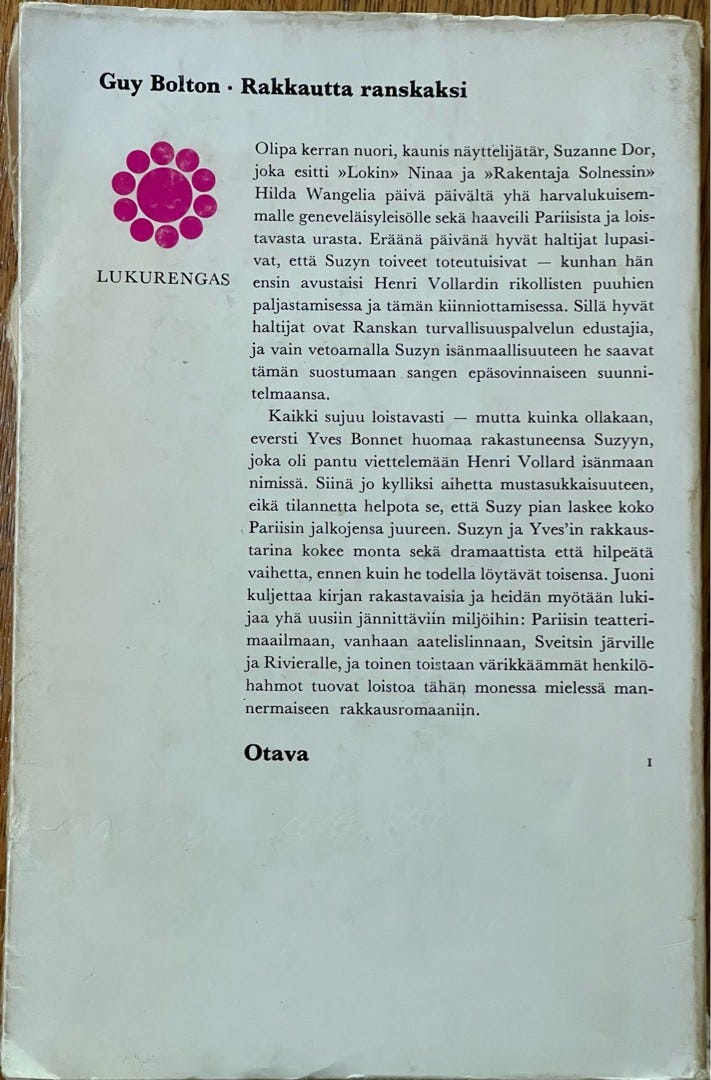 Guy Bolton · Rakkautta ranskaksi
LUKURENGAS
Olipa kerran nuori, kaunis näyttelijätär, Suzanne Dor,
joka esitti »Lokin» Ninaa ja »Rakentaja Solnessin»
Hilda Wangelia päivä päivältä yhä harvalukuisem-
malle geneveläisyleisölle sekä haaveili Pariisista ja lois-
tavasta urasta. Eräänä päivänä hyvät haltijat lupasi-
vat, että Suzyn toiveet toteutuisivat — kunhan hän
ensin avustaisi Henri Vollardin rikollisten puuhien
paljastamisessa ja tämän kiinniottamisessa. Sillä hyvät
haltijat ovat Ranskan turvallisuuspalvelun edustajia,
ja vain vetoamalla Suzyn isänmaallisuuteen he saavat
tämän suostumaan sangen epäsovinnaiseen suunni-
telmaansa.
Kaikki sujuu loistavasti — mutta kuinka ollakaan,
eversti Yves Bonnet huomaa rakastuneensa Suzyyn,
joka oli pantu viettelemään Henri Vollard isänmaan
nimissä. Siinä jo kylliksi aihetta mustasukkaisuuteen,
eikä tilannetta helpota se, että Suzy pian laskee koko
Pariisin jalkojensa juureen. Suzyn ja Yves'in rakkaus-
tarina kokee monta sekä dramaattista että hilpeätä
vaihetta, ennen kuin he todella löytävät toisensa. Juoni
kuljettaa kirjan rakastavaisia ja heidän myötään luki-
jaa yhä uusiin jännittäviin miljöihin: Pariisin teatteri-
maailmaan, vanhaan aatelislinnaan, Sveitsin järville
ja Rivieralle, ja toinen toistaan värikkäämmät henkilö-
hahmot tuovat loistoa tähän monessa mielessä man-
nermaiseen rakkausromaaniin.
Otava
1